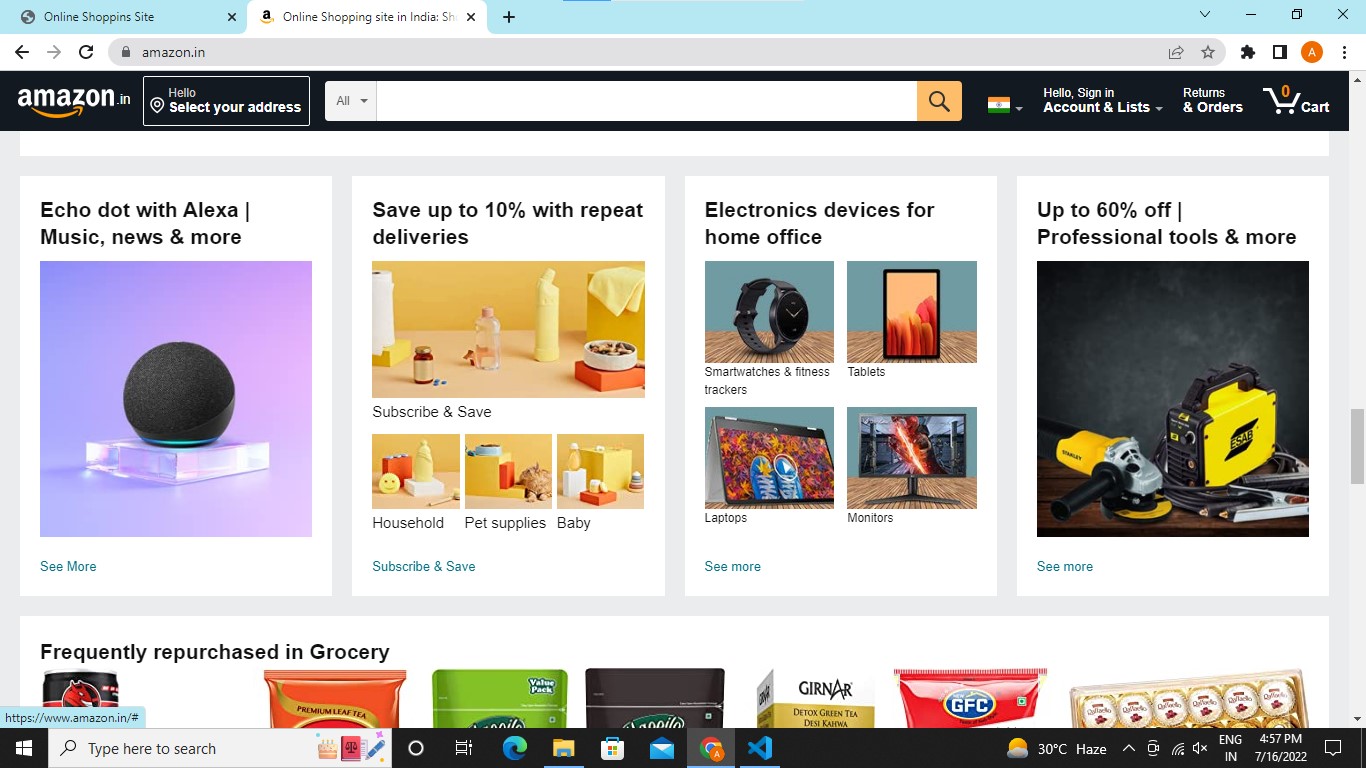 Online Shoppins Site
Online Shopping site in India: Sh
amazon.in
amazon.in
Hello
Select your address
All
Hello, Sign in
Account & Lists
Returns
& Orders
0
Cart
Echo dot with Alexa |
Music, news & more
See More
Save up to 10% with repeat
deliveries
Subscribe & Save
Household
Pet supplies
Baby
Subscribe & Save
Electronics devices for
home office
Smartwatches & fitness
trackers
Tablets
Laptops
Monitors
See more
Up to 60% off |
Professional tools & more
STANLEY
ESAB
See more
Frequently repurchased in Grocery
PREMIUM LEAF TEA
Value
Pack
GIRNAR
DETOX GREEN TEA
DESI KAHWA
NEW
GFC
Raffaello
Raffaello
Raffaello
Raffaello
https://www.amazon.in/#
Type here to search
30°C Haze
ENG
IN
4:57 PM
7/16/2022
A